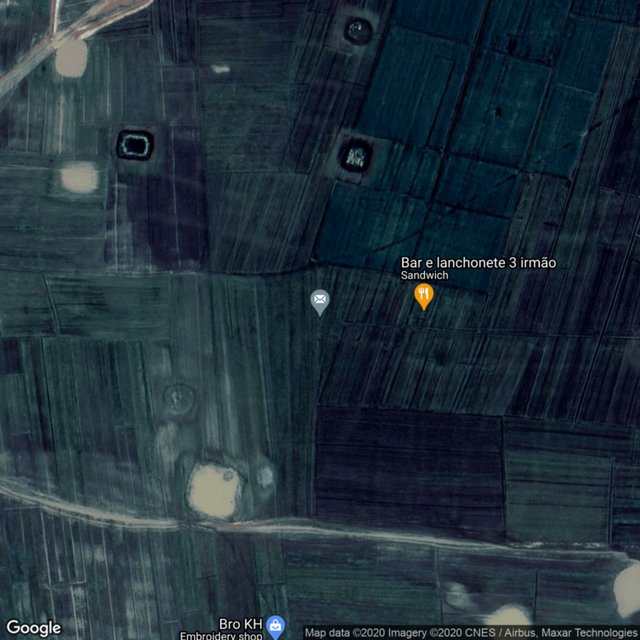 Bar e lanchonete 3 irmão
Sandwich
Bro KH
Embroidery shop
Google
Map data ©2020 Imagery ©2020 CNES / Airbus, Maxar Technologies